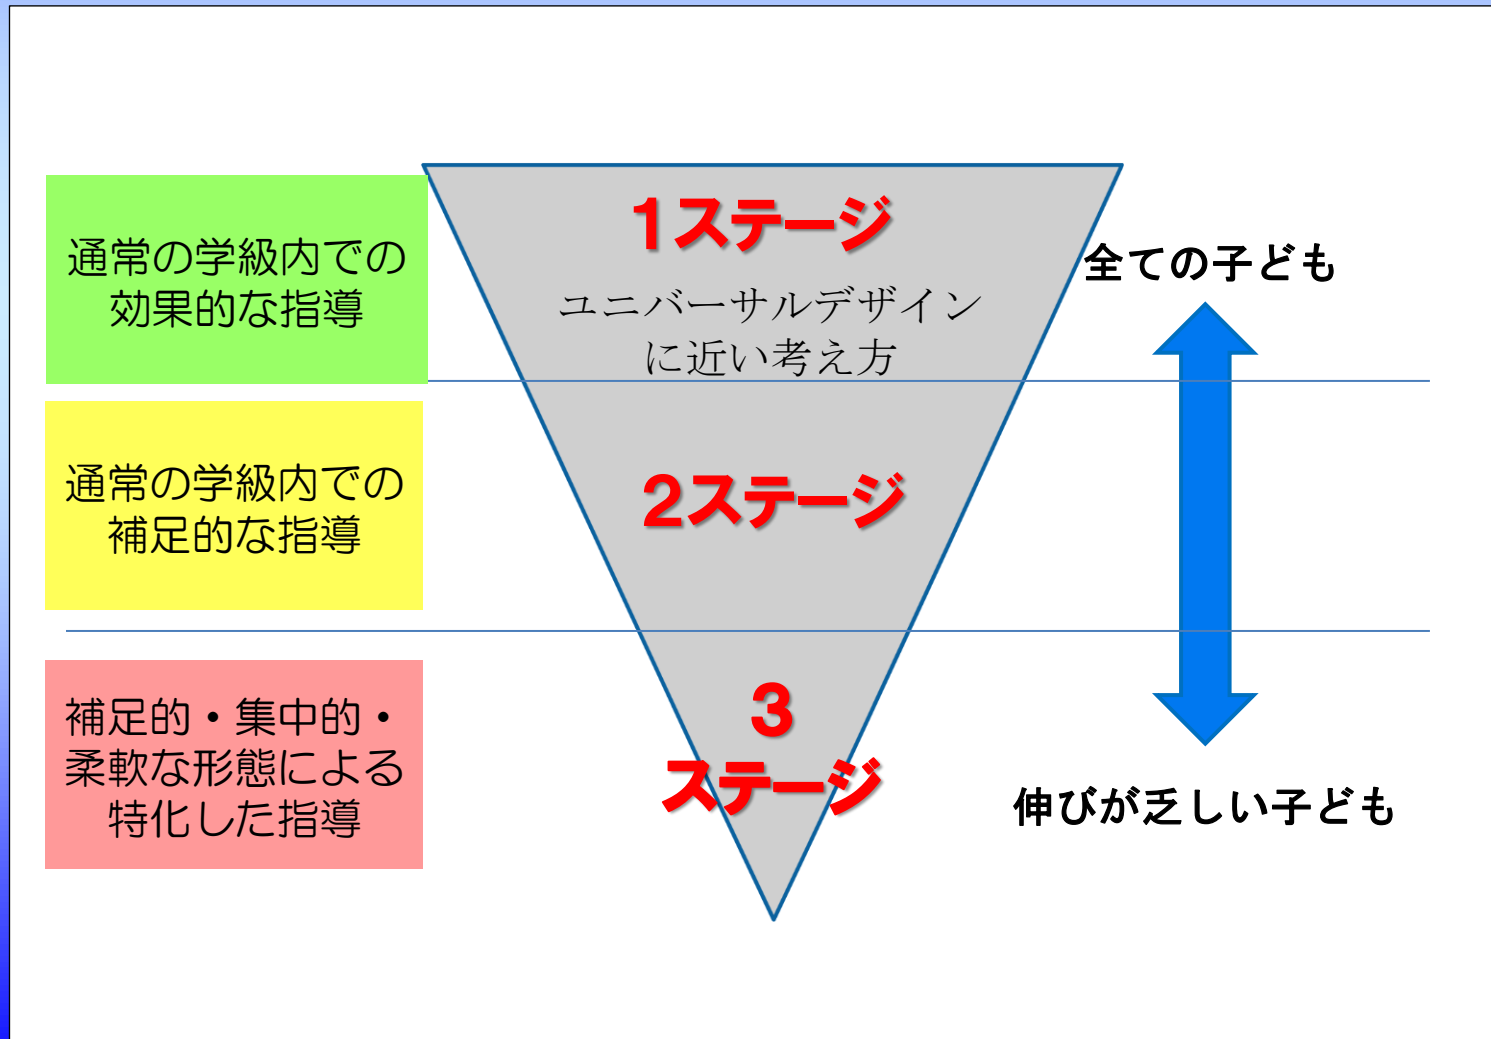 通常の学級内での
効果的な指導
1ステージ
ユニバーサルデザイン
に近い考え方
全ての子ども
通常の学級内での
補足的な指導
2ステージ
補足的・集中的・
柔軟な形態による
特化した指導
3
ステージ
伸びが乏しい子ども